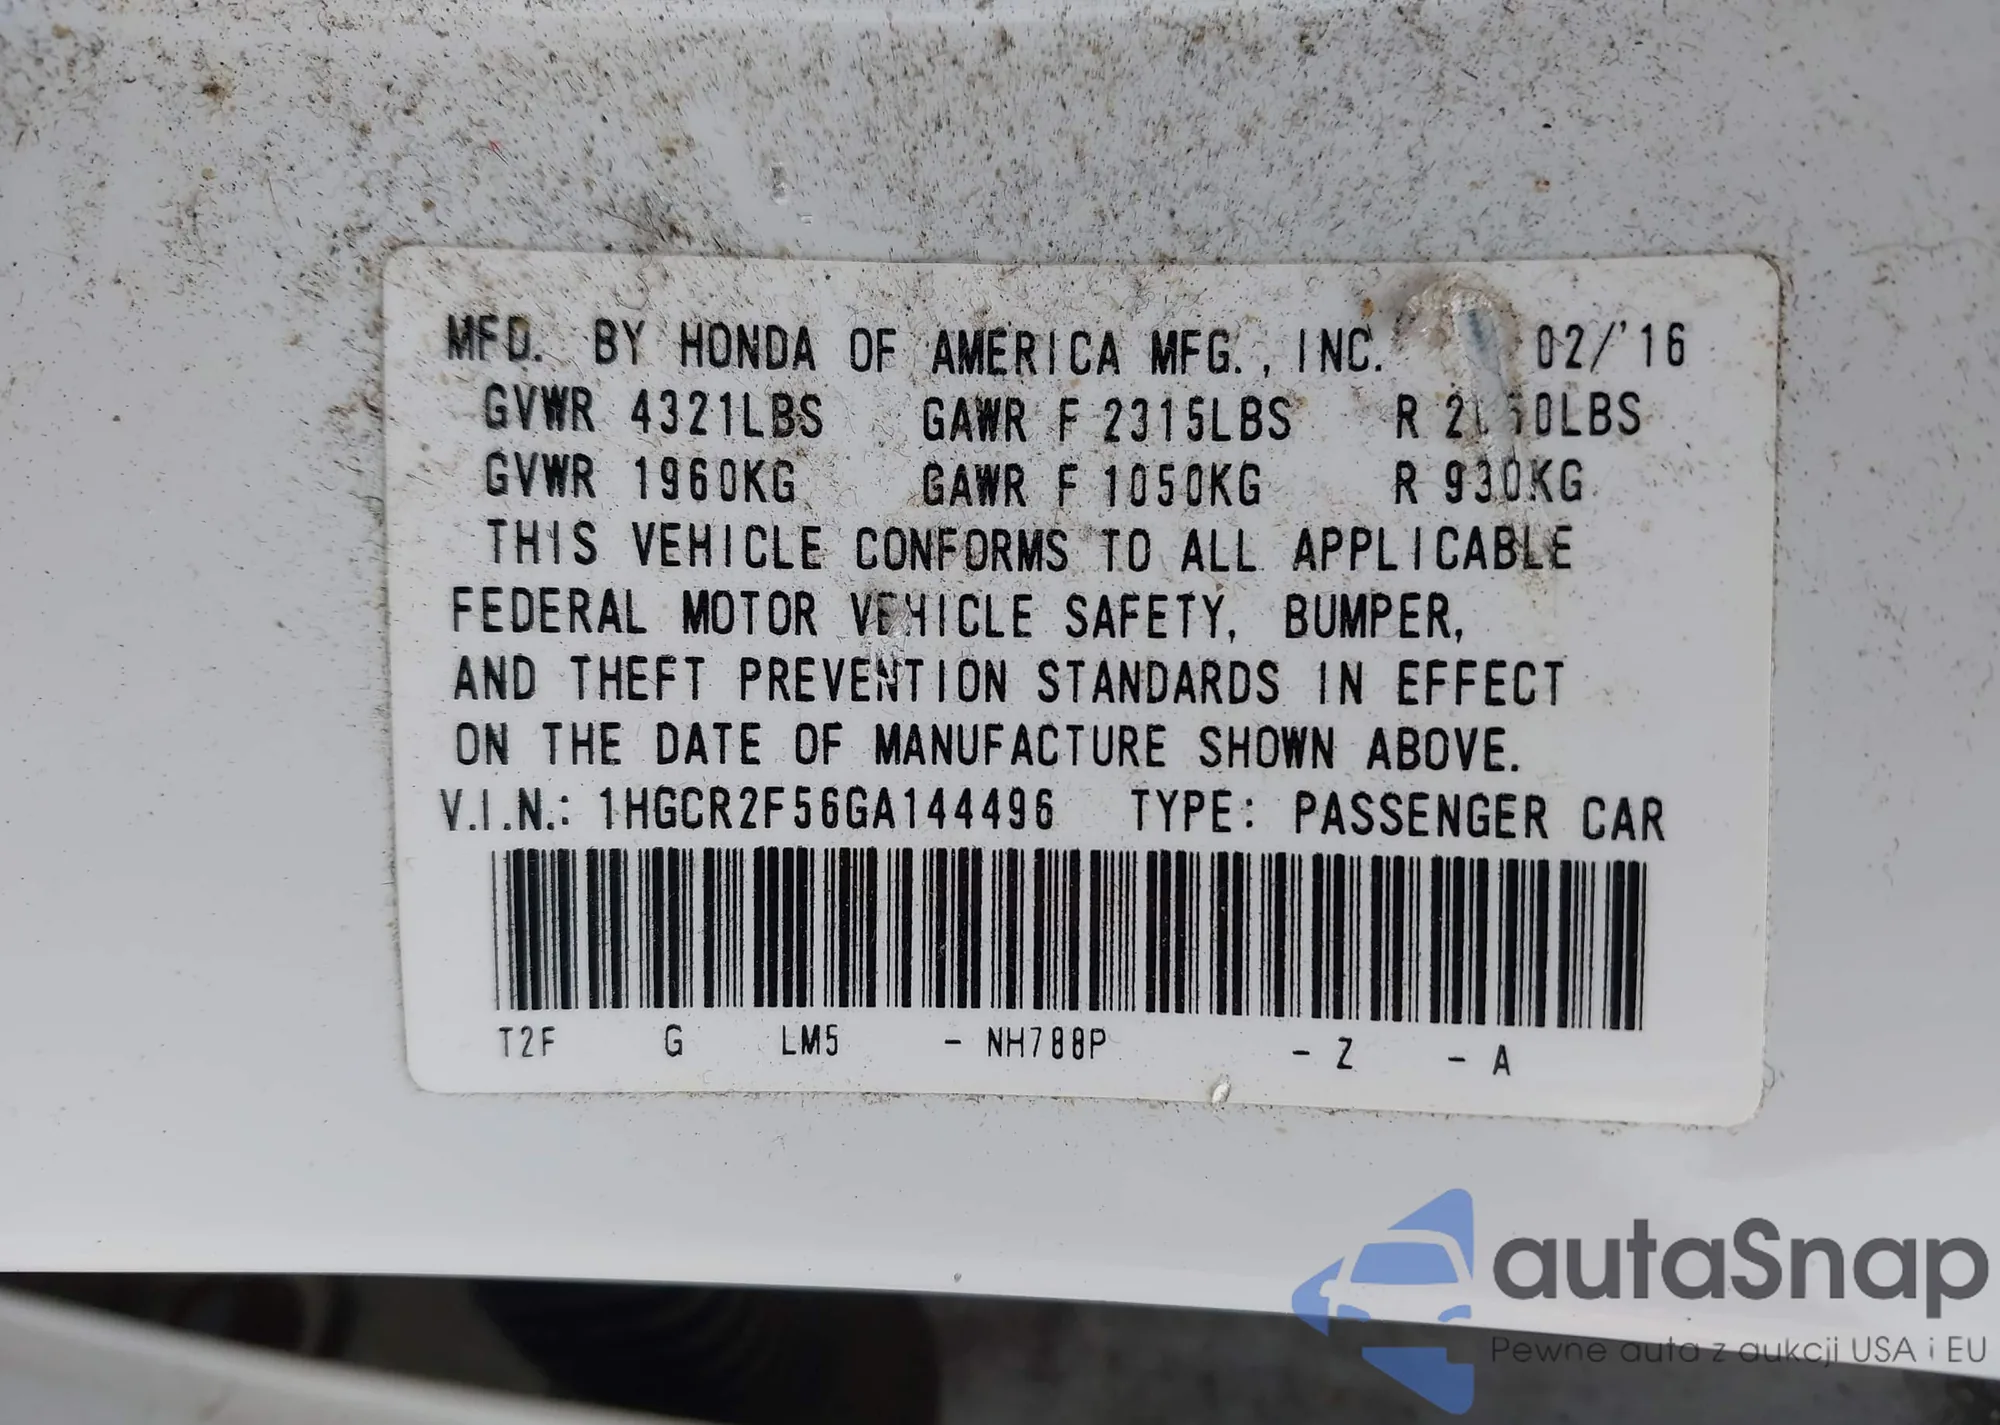 MFD. BY HONDA OF AMERICA MFG., INC. 02/'16
GVWR 4321LBS GAWR F 2315LBS R
GVWR 1960KG GAWR F 1050KG R 930KG
THIS VEHICLE CONFORMS TO ALL APPLICABLE
FEDERAL MOTOR VEHICLE SAFETY, BUMPER,
AND THEFT PREVENTION STANDARDS IN EFFECT
ON THE DATE OF MANUFACTURE SHOWN ABOVE.
V.I.N.: 1HGCR2F56GA144496 TYPE: PASSENGER CAR
T2F G LM5 - NH788P - Z - A
autaSnap
Pewne auta z aukcji USA i EU